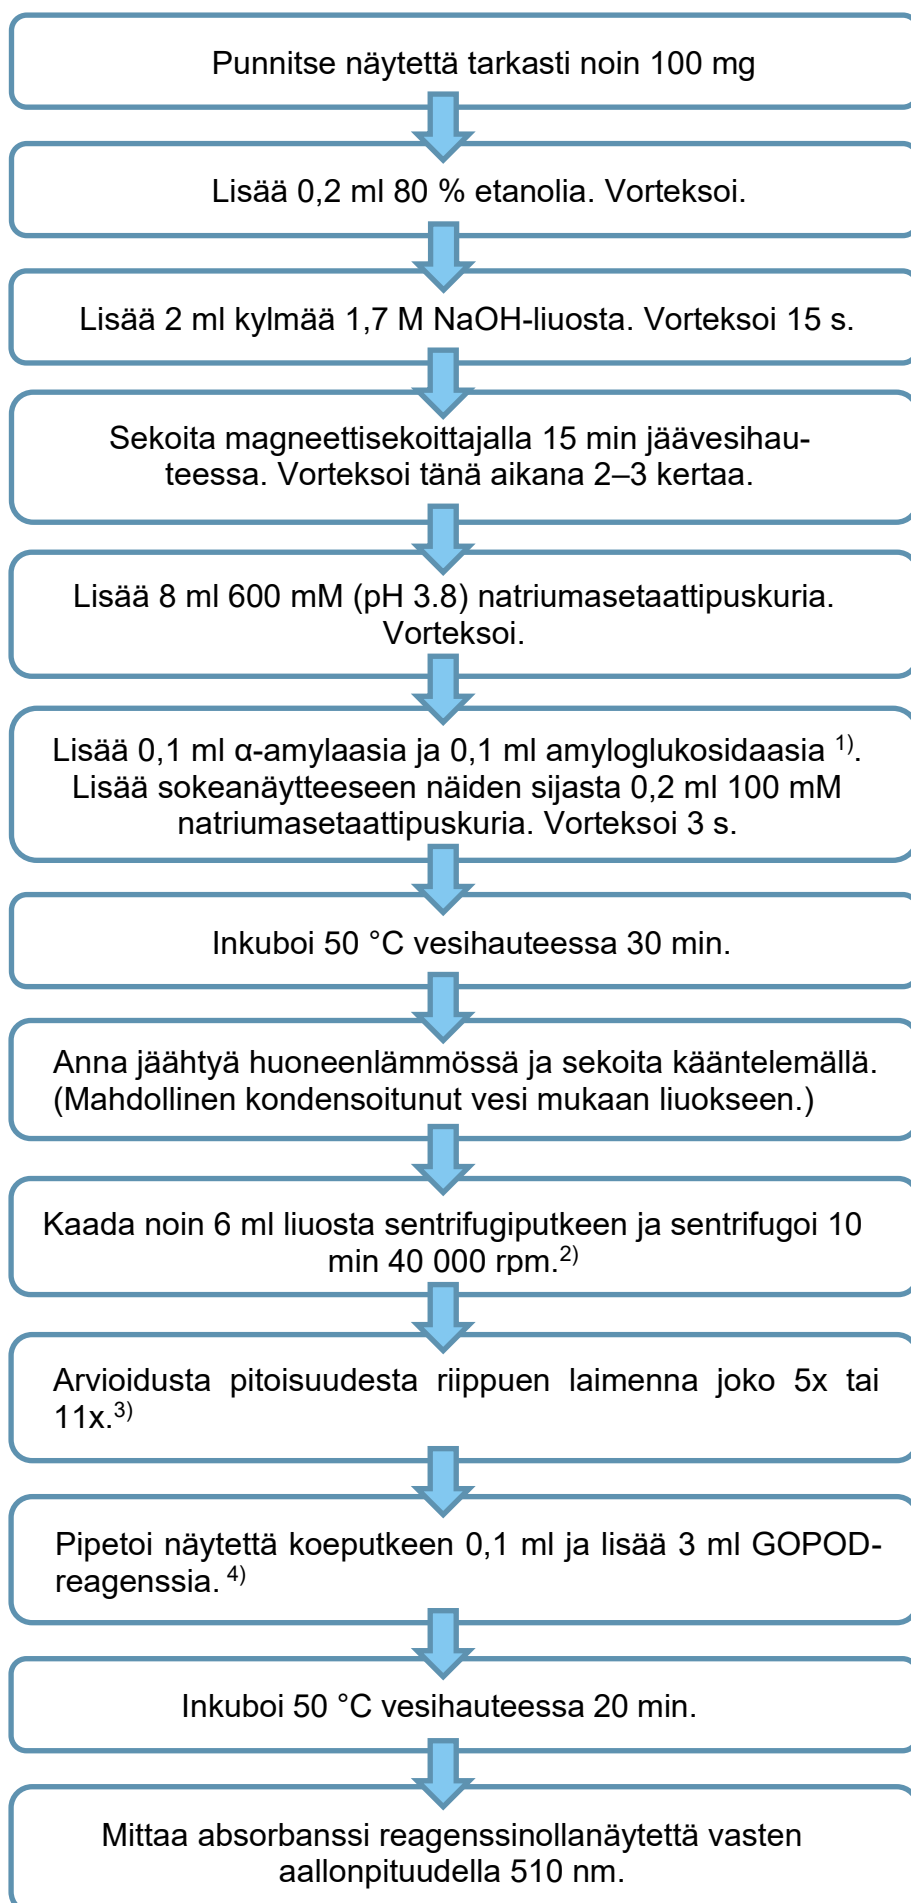 Punnitse näytettä tarkasti noin 100 mg
Lisää 0,2 ml 80 % etanolia. Vorteksoi.
Lisää 2 ml kylmää 1,7 M NaOH-liuosta. Vorteksoi 15 s.
Sekoita magneettisekoittajalla 15 min jäävesihau-
teessa. Vorteksoi tänä aikana 2–3 kertaa.
Lisää 8 ml 600 mM (pH 3.8) natriumasetaattipuskuria.
Vorteksoi.
Lisää 0,1 ml α-amylaasia ja 0,1 ml amyloglukosidaasia 1).
Lisää sokeanäytteeseen näiden sijasta 0,2 ml 100 mM
natriumasetaattipuskuria. Vorteksoi 3 s.
Inkuboi 50 °C vesihauteessa 30 min.
Anna jäähtyä huoneenlämmössä ja sekoita kääntelemällä.
(Mahdollinen kondensoitunut vesi mukaan liuokseen.)
Kaada noin 6 ml liuosta sentrifugiputkeen ja sentrifugoi 10
min 40 000 rpm.2)
Arvioidusta pitoisuudesta riippuen laimenna joko 5x tai
11x.3)
Pipetoi näytettä koeputkeen 0,1 ml ja lisää 3 ml GOPOD-
reagenssia. 4)
Inkuboi 50 °C vesihauteessa 20 min.
Mittaa absorbanssi reagenssinollanäytettä vasten
aallonpituudella 510 nm.